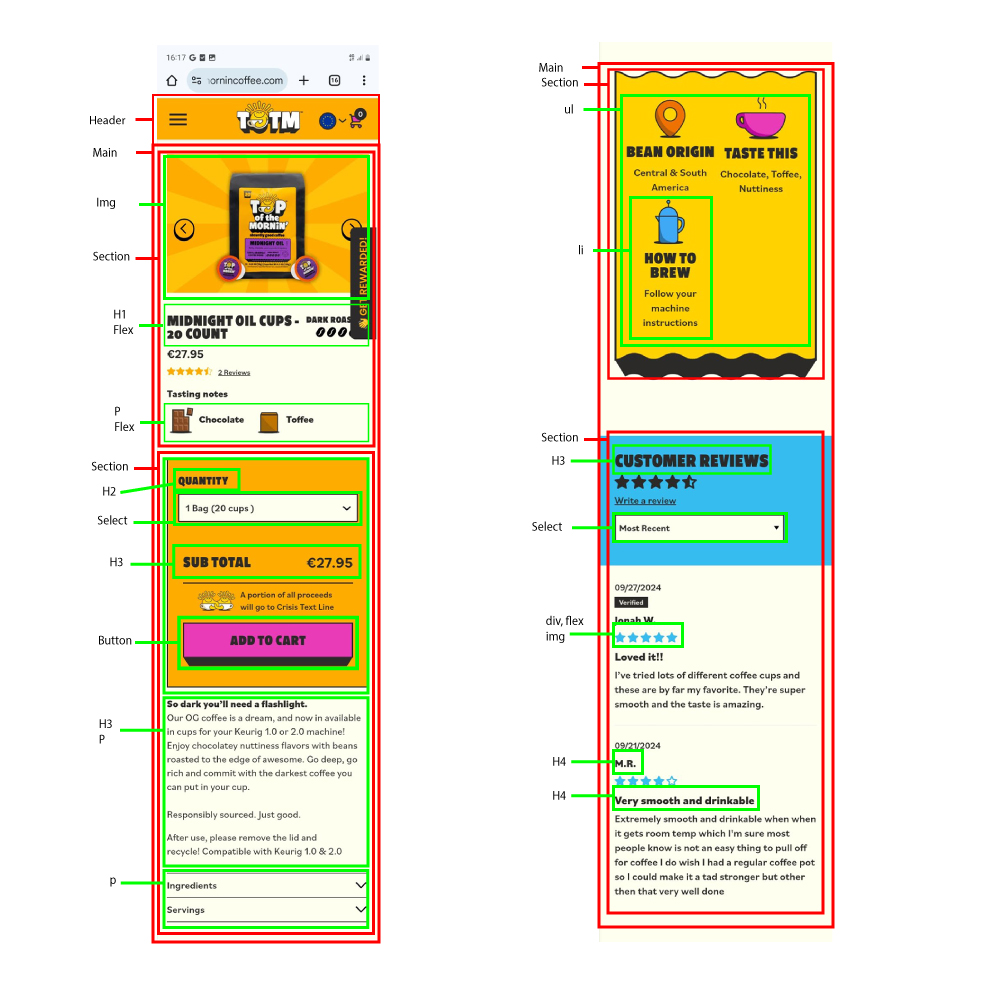 16:17 G
ornincoffee.com
16
Header
TOTM
0
Main
Img
TOP
of the
MORNIN'
MIDNIGHT OIL
TOP
TOP
GET REWARDED!
Section
H1
Flex
MIDNIGHT OIL CUPS -
20 COUNT
DARK ROAS
€27.95
2 Reviews
Tasting notes
P
Flex
Chocolate
Toffee
Section
H2
QUANTITY
Select
1 Bag (20 cups )
H3
SUB TOTAL
€27.95
A portion of all proceeds
will go to Crisis Text Line
Button
ADD TO CART
H3
P
So dark you'll need a flashlight.
Our OG coffee is a dream, and now in available
in cups for your Keurig 1.0 or 2.0 machine!
Enjoy chocolatey nuttiness flavors with beans
roasted to the edge of awesome. Go deep, go
rich and commit with the darkest coffee you
can put in your cup.
Responsibly sourced. Just good.
After use, please remove the lid and
recycle! Compatible with Keurig 1.0 & 2.0
p
Ingredients
Servings
Main
Section
ul
BEAN ORIGIN
Central & South
America
TASTE THIS
Chocolate, Toffee,
Nuttiness
li
HOW TO
BREW
Follow your
machine
instructions
Section
H3
CUSTOMER REVIEWS
Write a review
Select
Most Recent
09/27/2024
Verified
Jonah W.
div, flex
img
Loved it!!
I've tried lots of different coffee cups and
these are by far my favorite. They're super
smooth and the taste is amazing.
09/21/2024
H4
M.R.
H4
Very smooth and drinkable
Extremely smooth and drinkable when when
it gets room temp which I'm sure most
people know is not an easy thing to pull off
for coffee I do wish I had a regular coffee pot
so I could make it a tad stronger but other
then that very well done